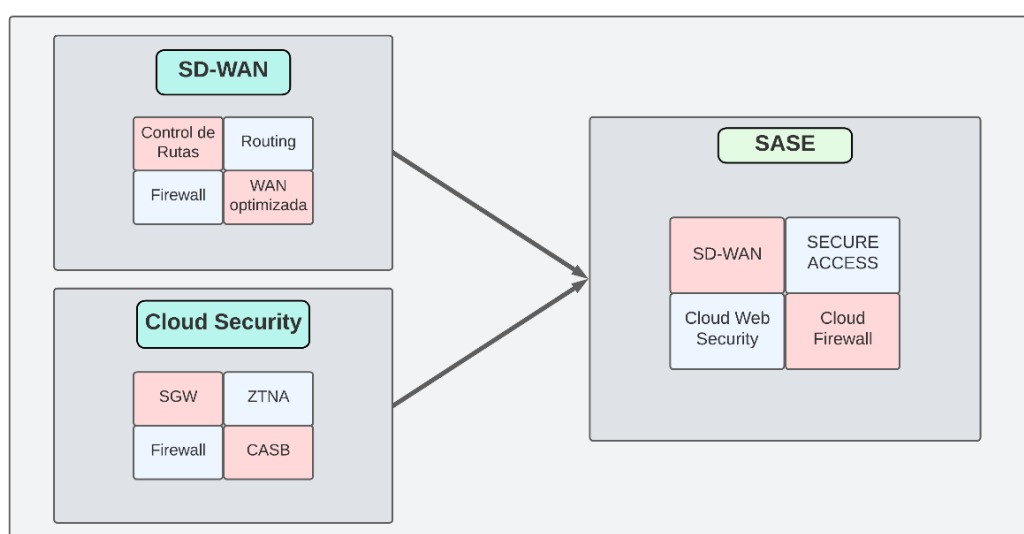 SD-WAN
Control de
Rutas
Routing
Firewall
WAN
optimizada
Cloud Security
SGW
ZTNA
Firewall
CASB
SASE
SD-WAN
SECURE
ACCESS
Cloud Web
Security
Cloud
Firewall